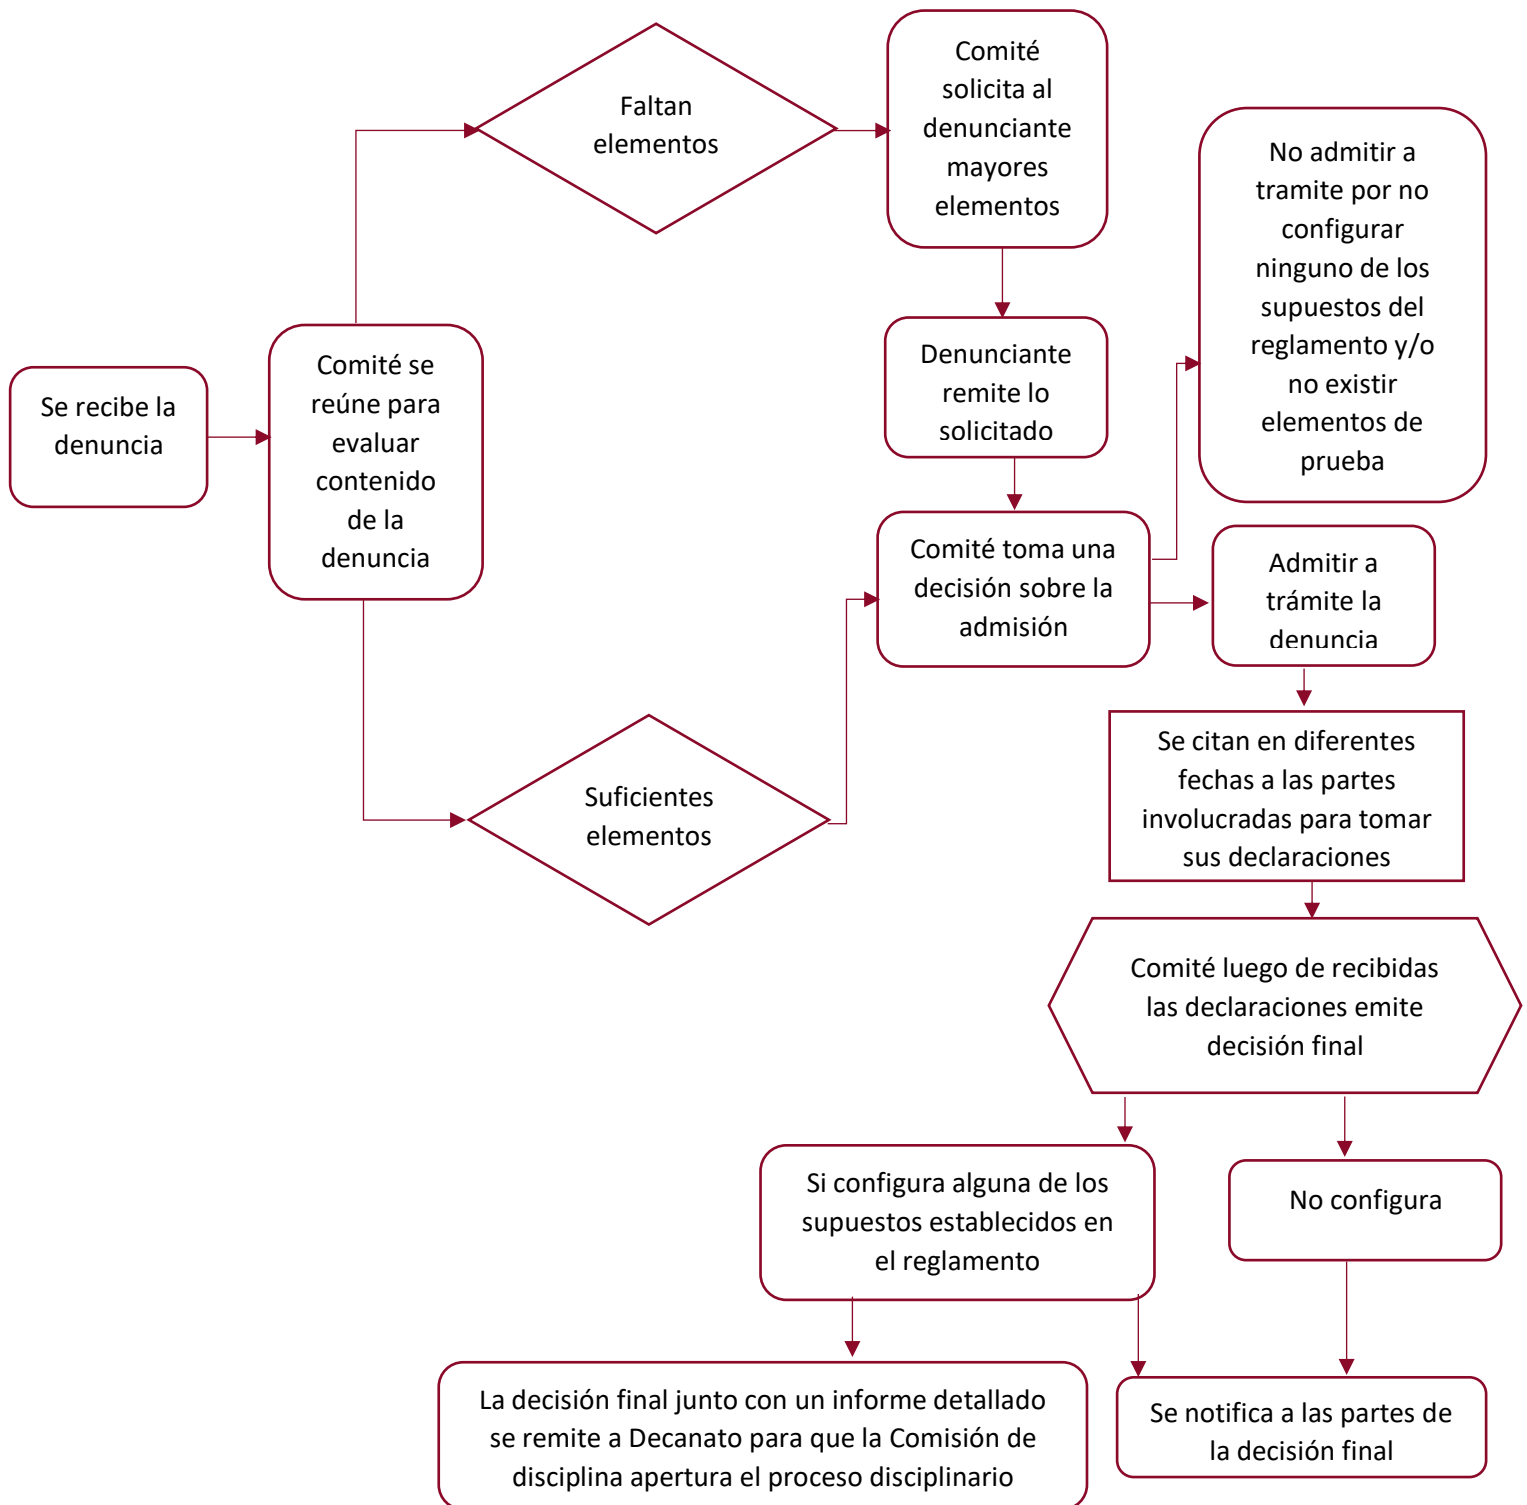 Se recibe la
denuncia
Comité se
reúne para
evaluar
contenido
de la
denuncia
Faltan
elementos
Comité
solicita al
denunciante
mayores
elementos
Denunciante
remite lo
solicitado
Suficientes
elementos
Comité toma una
decisión sobre la
admisión
No admitir a
tramite por no
configurar
ninguno de los
supuestos del
reglamento y/o
no existir
elementos de
prueba
Admitir a
trámite la
denuncia
Se citan en diferentes
fechas a las partes
involucradas para tomar
sus declaraciones
Comité luego de recibidas
las declaraciones emite
decisión final
Si configura alguna de los
supuestos establecidos en
el reglamento
No configura
La decisión final junto con un informe detallado
se remite a Decanato para que la Comisión de
disciplina apertura el proceso disciplinario
Se notifica a las partes de
la decisión final